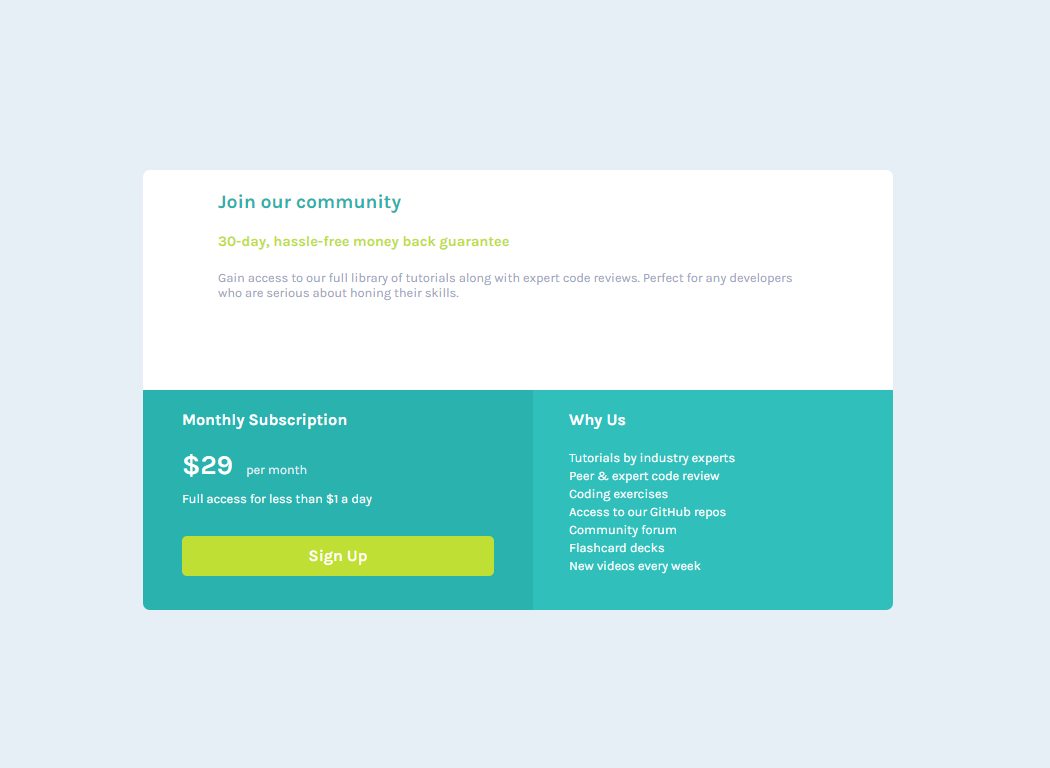 Join our community
30-day, hassle-free money back guarantee
Gain access to our full library of tutorials along with expert code reviews. Perfect for any developers
who are serious about honing their skills.
Monthly Subscription
$29 per month
Full access for less than $1 a day
Sign Up
Why Us
Tutorials by industry experts
Peer & expert code review
Coding exercises
Access to our GitHub repos
Community forum
Flashcard decks
New videos every week